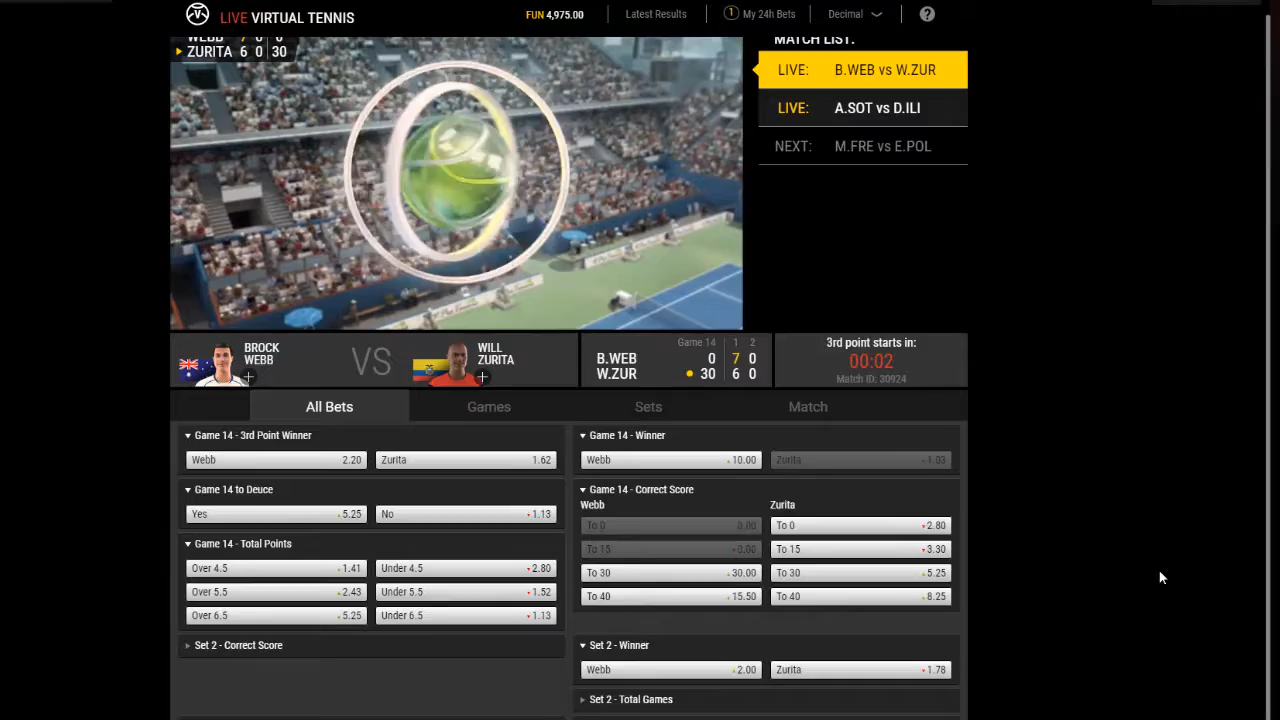 LIVE VIRTUAL TENNIS
FUN 4,975.00
Latest Results
1 My 24h Bets
Decimal
?
WEBB 7 0 0
ZURITA 6 0 30
MATCH LIST:
LIVE: B.WEB vs W.ZUR
LIVE: A.SOT vs D.ILI
NEXT: M.FRE vs E.POL
BROCK WEBB
VS
WILL ZURITA
Game 14 1 2
B.WEB 0 7 0
W.ZUR 30 6 0
3rd point starts in:
00:02
Match ID: 30924
All Bets
Games
Sets
Match
Game 14 - 3rd Point Winner
Webb 2.20
Zurita 1.62
Game 14 to Deuce
Yes 5.25
No 1.13
Game 14 - Total Points
Over 4.5 1.41
Under 4.5 2.80
Over 5.5 2.43
Under 5.5 1.52
Over 6.5 5.25
Under 6.5 1.13
Set 2 - Correct Score
Game 14 - Winner
Webb 10.00
Zurita 1.03
Game 14 - Correct Score
Webb
Zurita
To 0 0.00
To 0 2.80
To 15 0.00
To 15 3.30
To 30 30.00
To 30 5.25
To 40 15.50
To 40 8.25
Set 2 - Winner
Webb 2.00
Zurita 1.78
Set 2 - Total Games